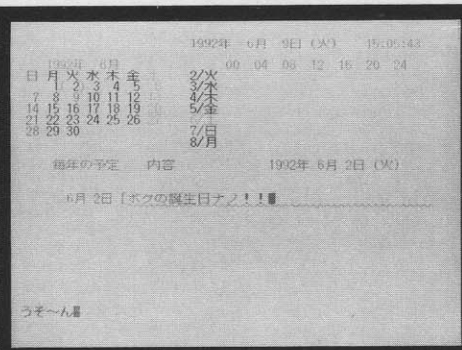 1992年 6月 9日 (火) 15:05:43
1992年 6月 00 04 08 12 16 20 24
日 月 火 水 木 金 2/火
1 2 3 4 5 3/水
7 8 9 10 11 12 4/木
14 15 16 17 18 19 5/金
21 22 23 24 25 26
28 29 30 7/日
8/月
毎年の予定 内容 1992年 6月 2日 (火)
6月 2日 [ボクの誕生日ナノ!!
うそ〜ん